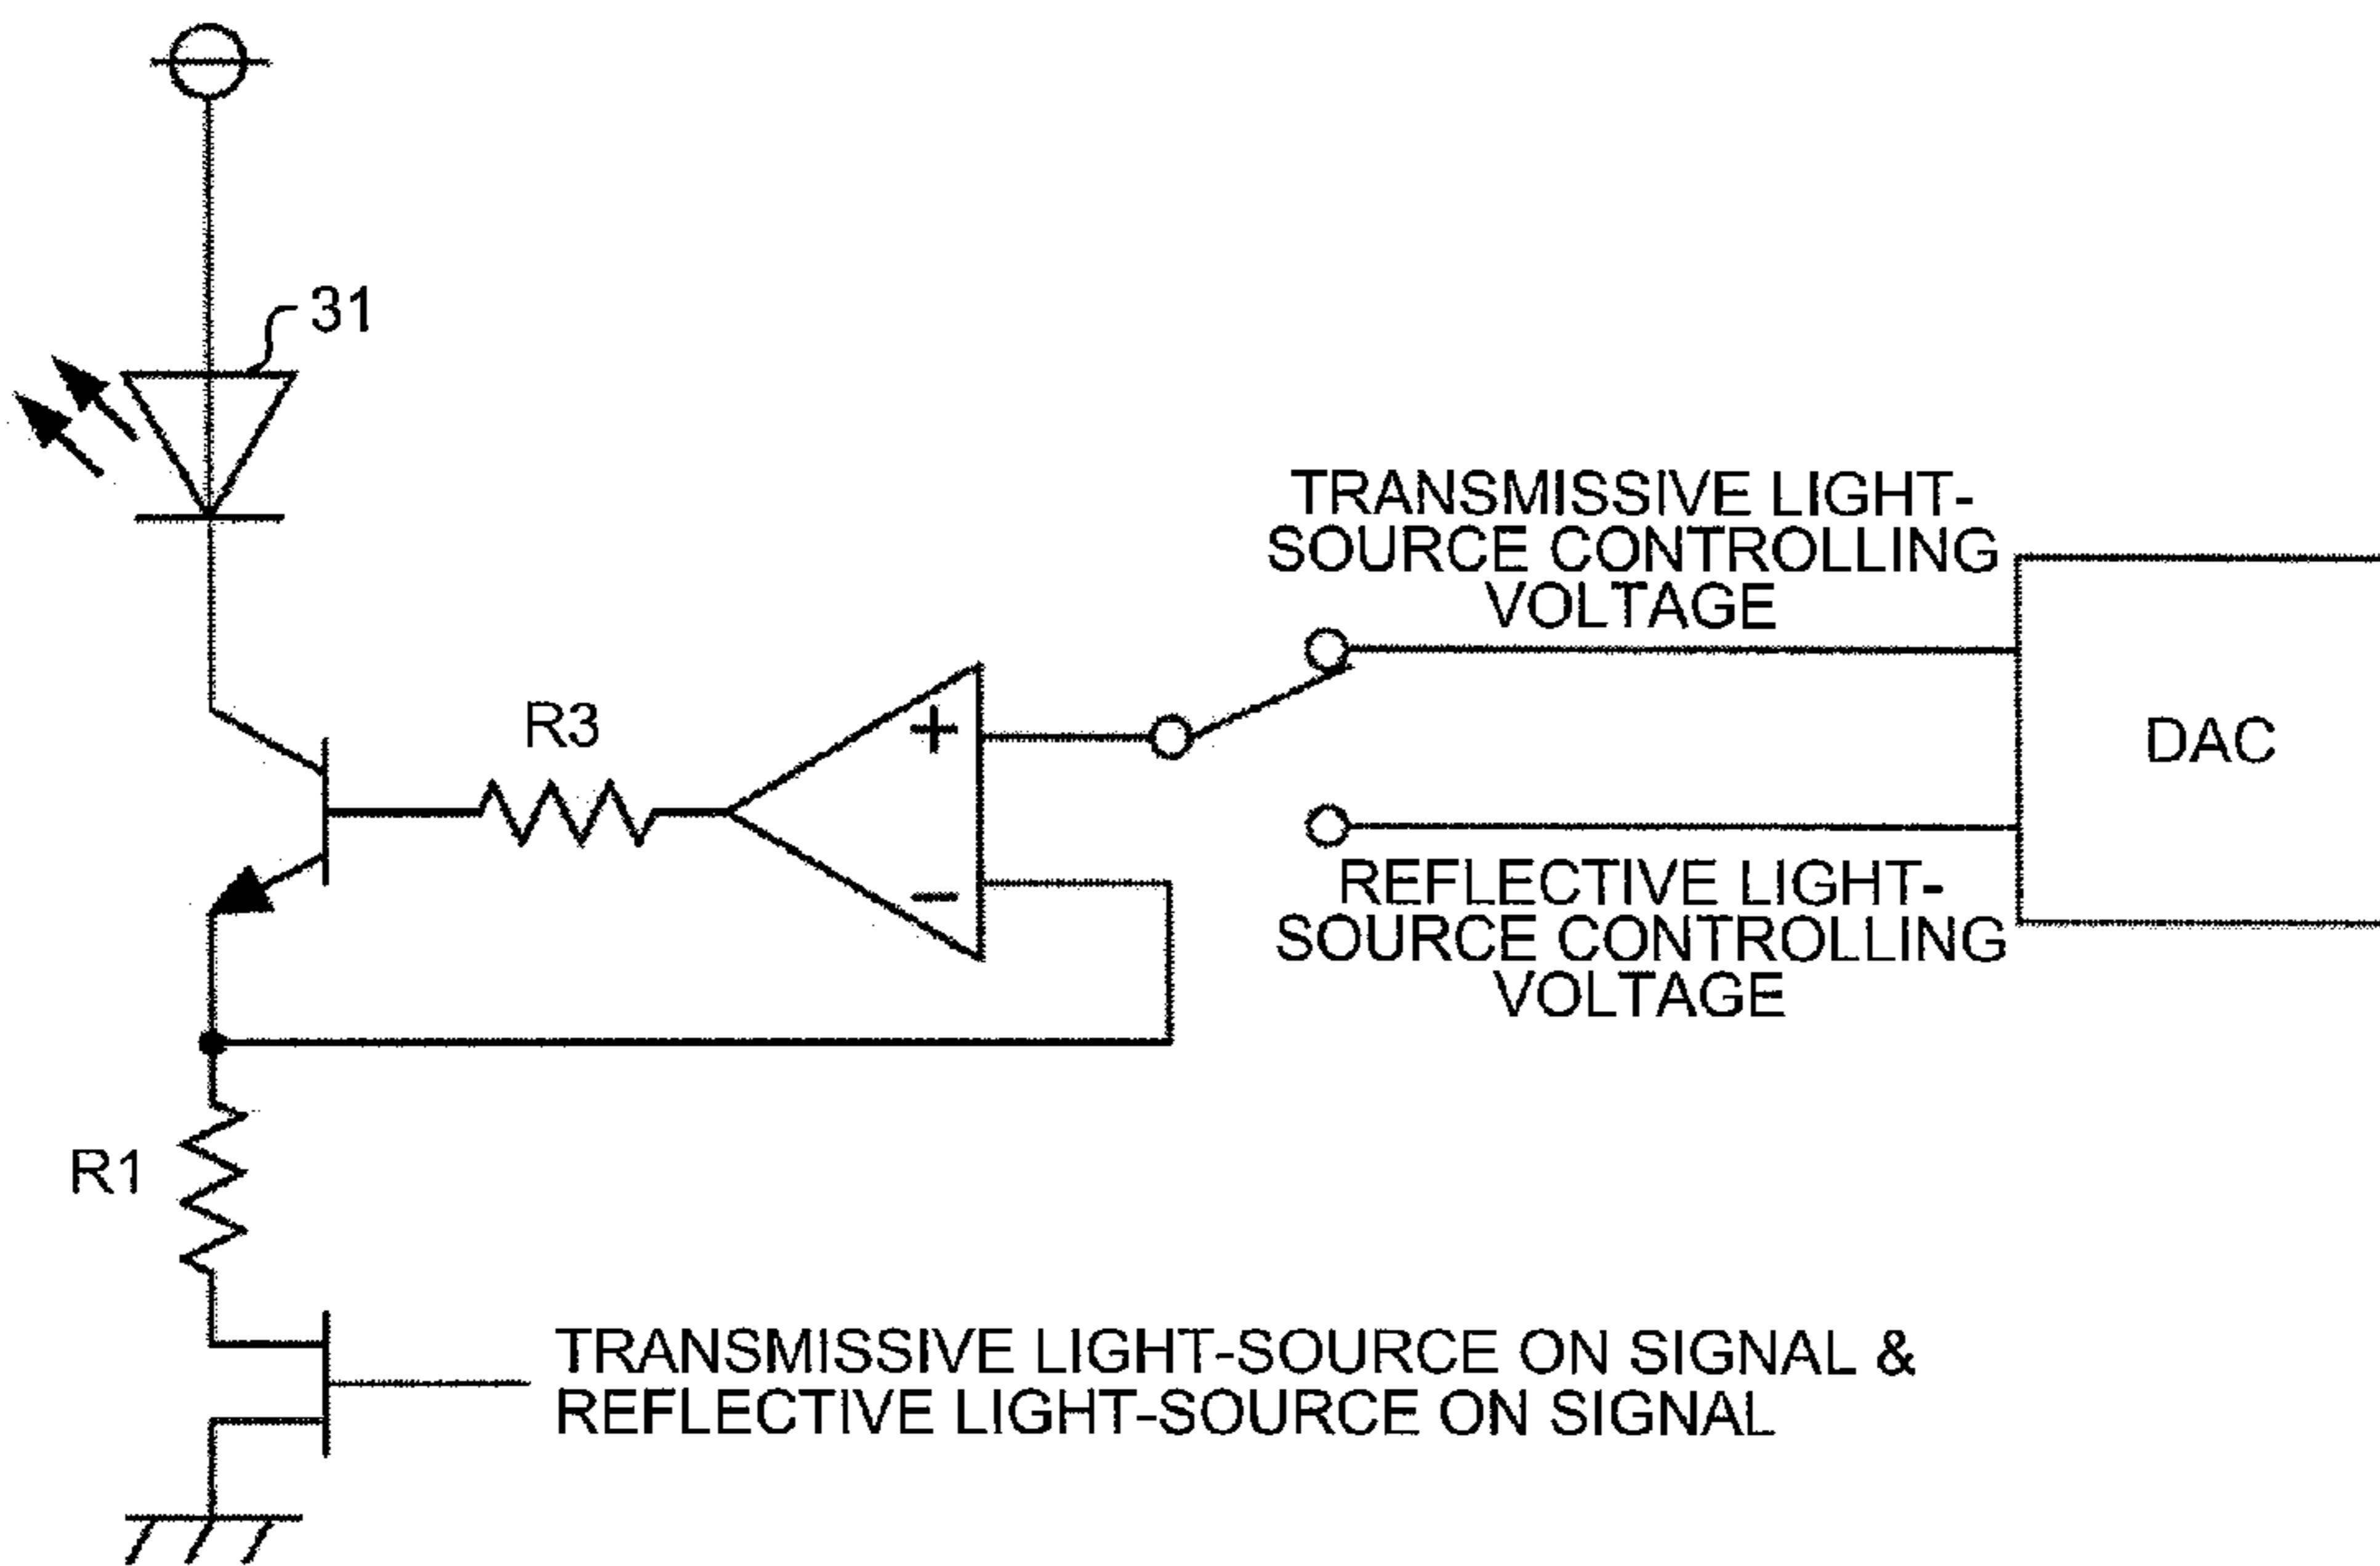 31
TRANSMISSIVE LIGHT-
SOURCE CONTROLLING
VOLTAGE
R3
+
DAC
−
REFLECTIVE LIGHT-
SOURCE CONTROLLING
VOLTAGE
R1
TRANSMISSIVE LIGHT-SOURCE ON SIGNAL &
REFLECTIVE LIGHT-SOURCE ON SIGNAL